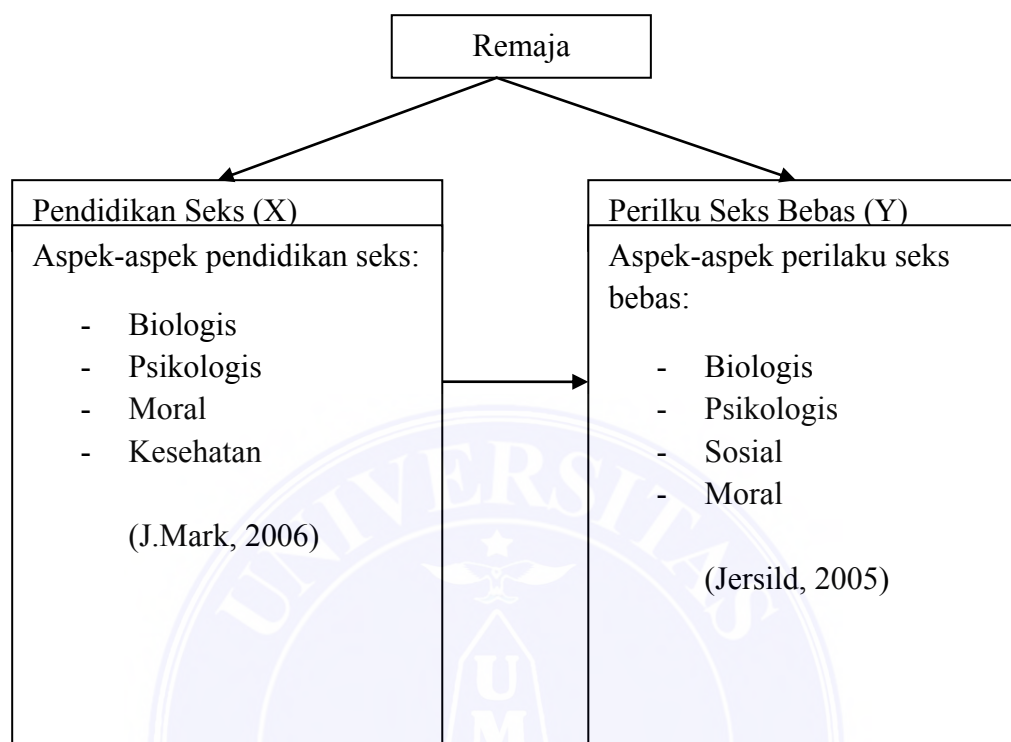 Remaja
Pendidikan Seks (X)
Aspek-aspek pendidikan seks:
- Biologis
- Psikologis
- Moral
- Kesehatan
(J.Mark, 2006)
Perilku Seks Bebas (Y)
Aspek-aspek perilaku seks
bebas:
- Biologis
- Psikologis
- Sosial
- Moral
(Jersild, 2005)
UNIVERSITAS
U
M